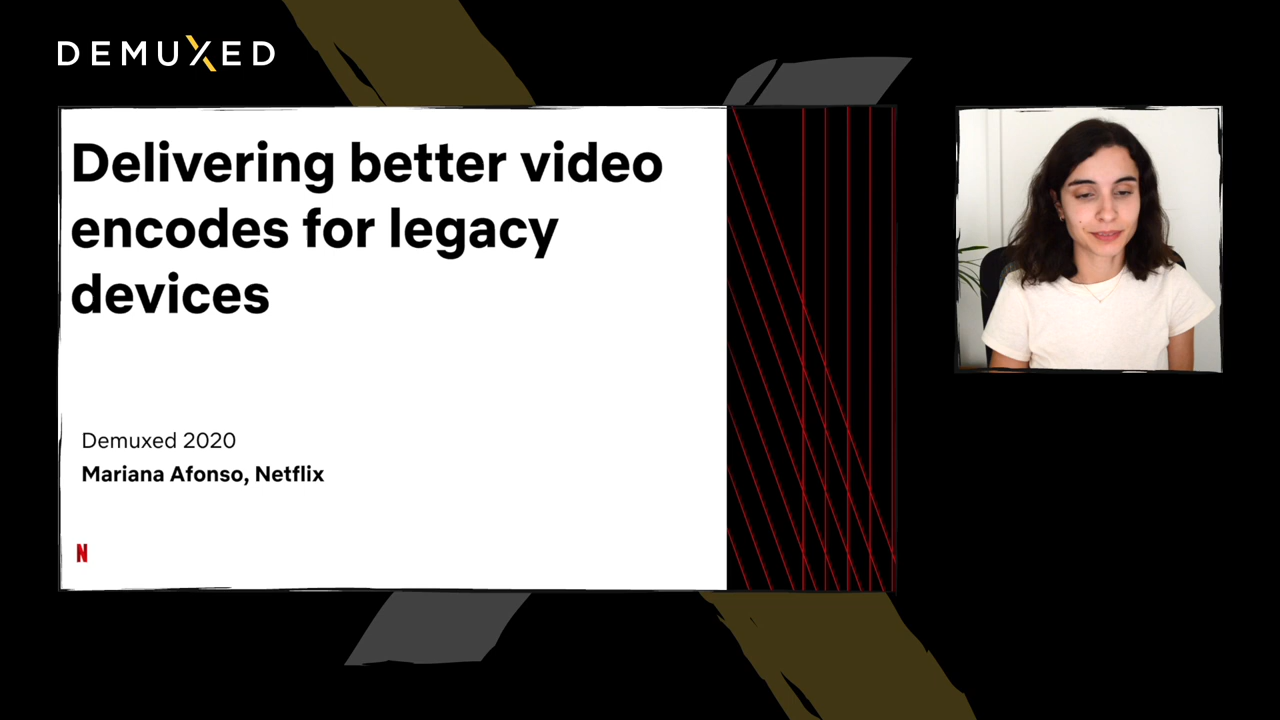 DEMUXED
Delivering better video
encodes for legacy
devices
Demuxed 2020
Mariana Afonso, Netflix
N